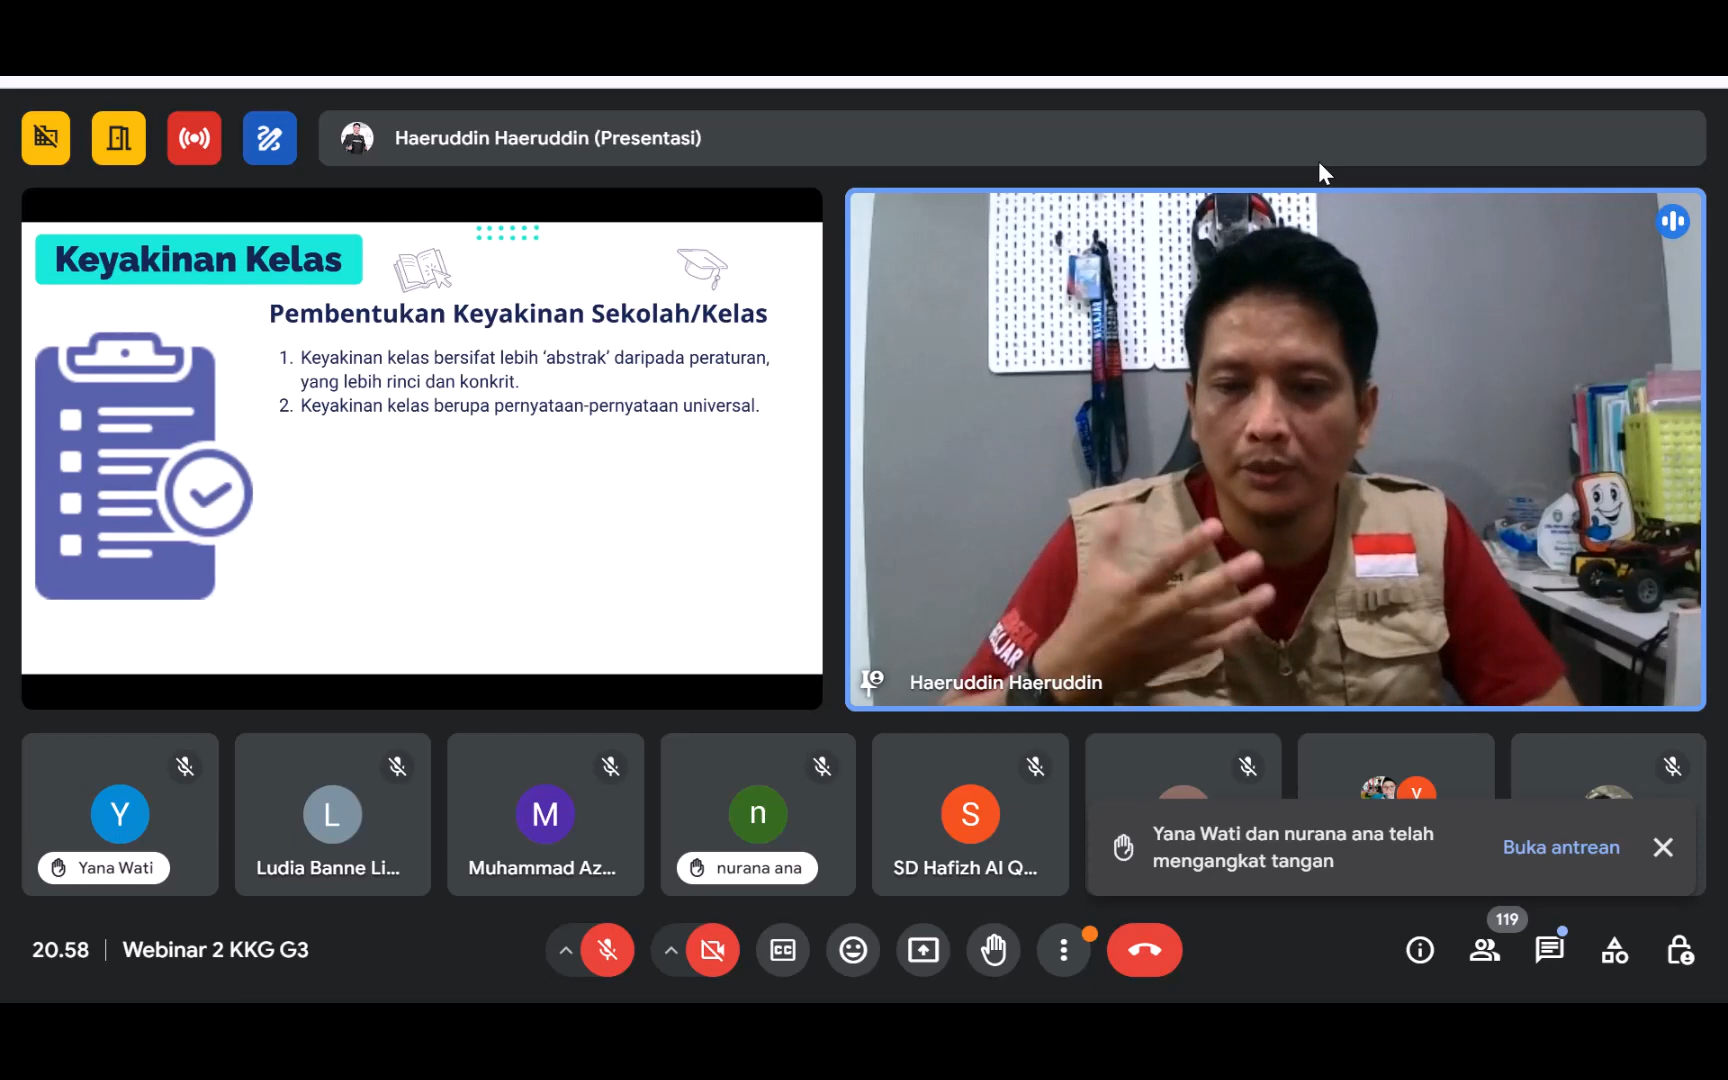 Haeruddin Haeruddin (Presentasi)
Keyakinan Kelas
Pembentukan Keyakinan Sekolah/Kelas
1. Keyakinan kelas bersifat lebih ‘abstrak’ daripada peraturan,
yang lebih rinci dan konkrit.
2. Keyakinan kelas berupa pernyataan-pernyataan universal.
BELAJAR
ELAJAR
Haeruddin Haeruddin
Y
L
M
n
S
V
Yana Wati
Ludia Banne Li...
Muhammad Az...
nurana ana
SD Hafizh Al Q...
Yana Wati dan nurana ana telah
mengangkat tangan
Buka antrean
20.58
Webinar 2 KKG G3
CC
119